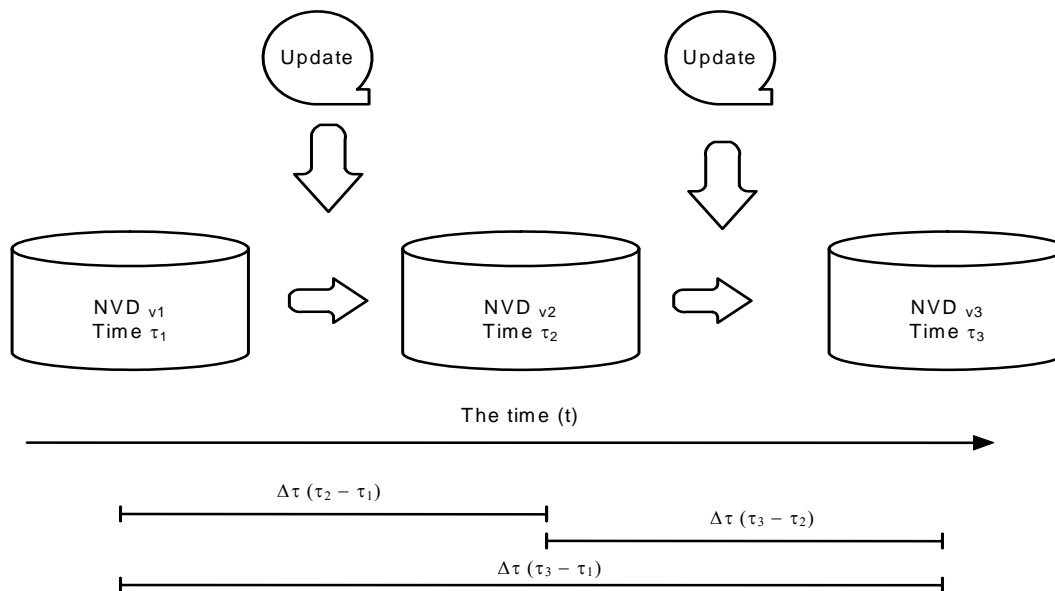 Update
Update
NVD v1
Time τ1
NVD v2
Time τ2
NVD v3
Time τ3
The time (t)
Δτ (τ2 – τ1)
Δτ (τ3 – τ2)
Δτ (τ3 – τ1)